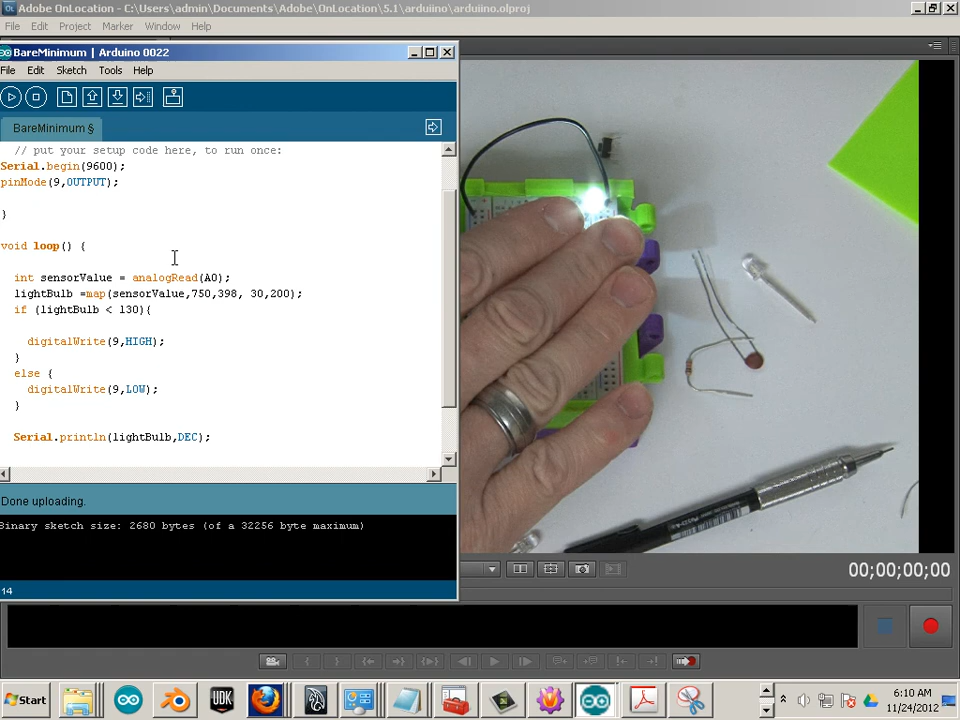 Adobe OnLocation - C:\Users\admin\Documents\Adobe\OnLocation\5.1\arduiino\arduiino.olproj
File Edit Project Marker Window Help
BareMinimum | Arduino 0022
File Edit Sketch Tools Help
BareMinimum §
// put your setup code here, to run once:
Serial.begin(9600);
pinMode(9,OUTPUT);
}
void loop() {
int sensorValue = analogRead(A0);
lightBulb =map(sensorValue,750,398, 30,200);
if (lightBulb < 130){
digitalWrite(9,HIGH);
}
else {
digitalWrite(9,LOW);
}
Serial.println(lightBulb,DEC);
Done uploading.
Binary sketch size: 2680 bytes (of a 32256 byte maximum)
14
00;00;00;00
Start
UDK
6:10 AM
11/24/2012